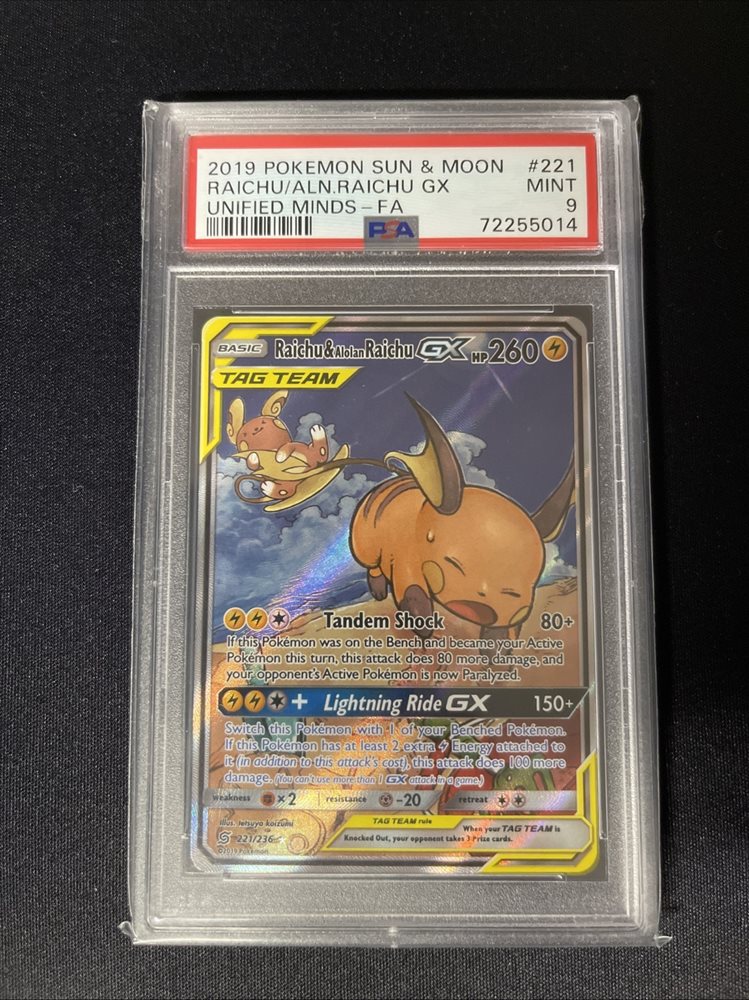 2019 POKEMON SUN & MOON #221
RAICHU/ALN.RAICHU GX MINT
UNIFIED MINDS-FA 9
PSA 72255014
BASIC Raichu&Alolan Raichu GX HP260
TAG TEAM
Tandem Shock 80+
If this Pokémon was on the Bench and became your Active
Pokémon this turn, this attack does 80 more damage, and
your opponent's Active Pokémon is now Paralyzed.
+ Lightning Ride GX 150+
Switch this Pokémon with 1 of your Benched Pokémon.
If this Pokémon has at least 2 extra Energy attached to
it (in addition to this attack's cost), this attack does 100 more
damage. (You can't use more than 1 GX attack in a game.)
weakness ×2 resistance -20 retreat
Illus. Tetsuya Koizumi
221/236
©2019 Pokémon
TAG TEAM rule When your TAG TEAM is
Knocked Out, your opponent takes 3 Prize cards.